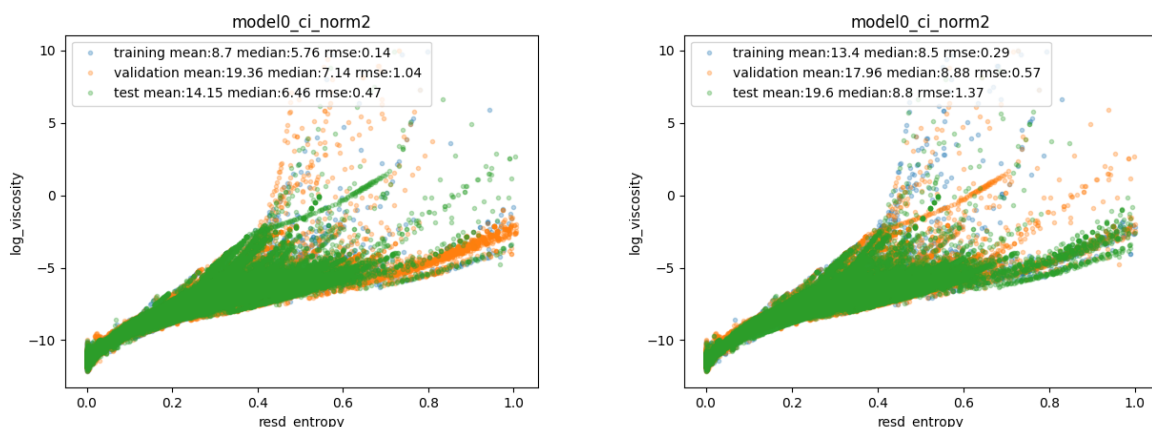 model0_ci_norm2
training mean:8.7 median:5.76 rmse:0.14
validation mean:19.36 median:7.14 rmse:1.04
test mean:14.15 median:6.46 rmse:0.47
log_viscosity
10
5
0
−5
−10
0.0 0.2 0.4 0.6 0.8 1.0
resd_entropy
model0_ci_norm2
training mean:13.4 median:8.5 rmse:0.29
validation mean:17.96 median:8.88 rmse:0.57
test mean:19.6 median:8.8 rmse:1.37
log_viscosity
10
5
0
−5
−10
0.0 0.2 0.4 0.6 0.8 1.0
resd_entropy